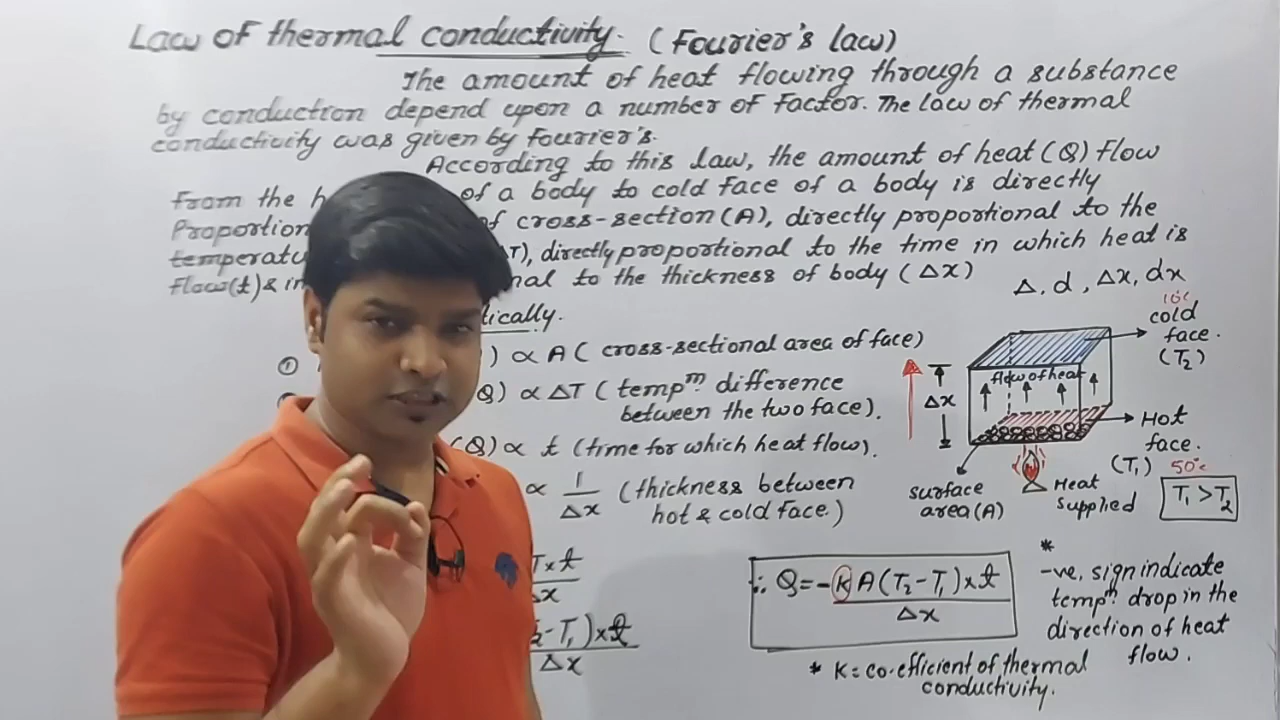 Law of thermal conductivity. (Fourier's law)
The amount of heat flowing through a substance
by conduction depend upon a number of factor. The law of thermal
conductivity was given by Fourier's.
According to this law, the amount of heat (Q) flow
From the h of a body to cold face of a body is directly
Proportion of cross-section (A), directly proportional to the
temperatu ΔT), directly proportional to the time in which heat is
flow(t) & in nal to the thickness of body (Δx)
Δ, d, Δx, dx
tically.
① ) ∝ A ( cross-sectional area of face)
Q) ∝ ΔT ( tempʳᵉ difference
between the two face).
(Q) ∝ t (time for which heat flow).
∝ 1/Δx (thickness between
hot & cold face.)
T × t
Δx
2 - T₁) × t
Δx
10°c
cold
face.
(T₂)
flow of heat
Δx
Hot
face.
(T₁) 50°c
Heat
supplied
surface
area (A)
T₁ > T₂
∴ Q = -K A (T₂ - T₁) × t
Δx
* K = co-efficient of thermal
conductivity.
*
-ve, sign indicate
tempʳᵉ drop in the
direction of heat
flow.